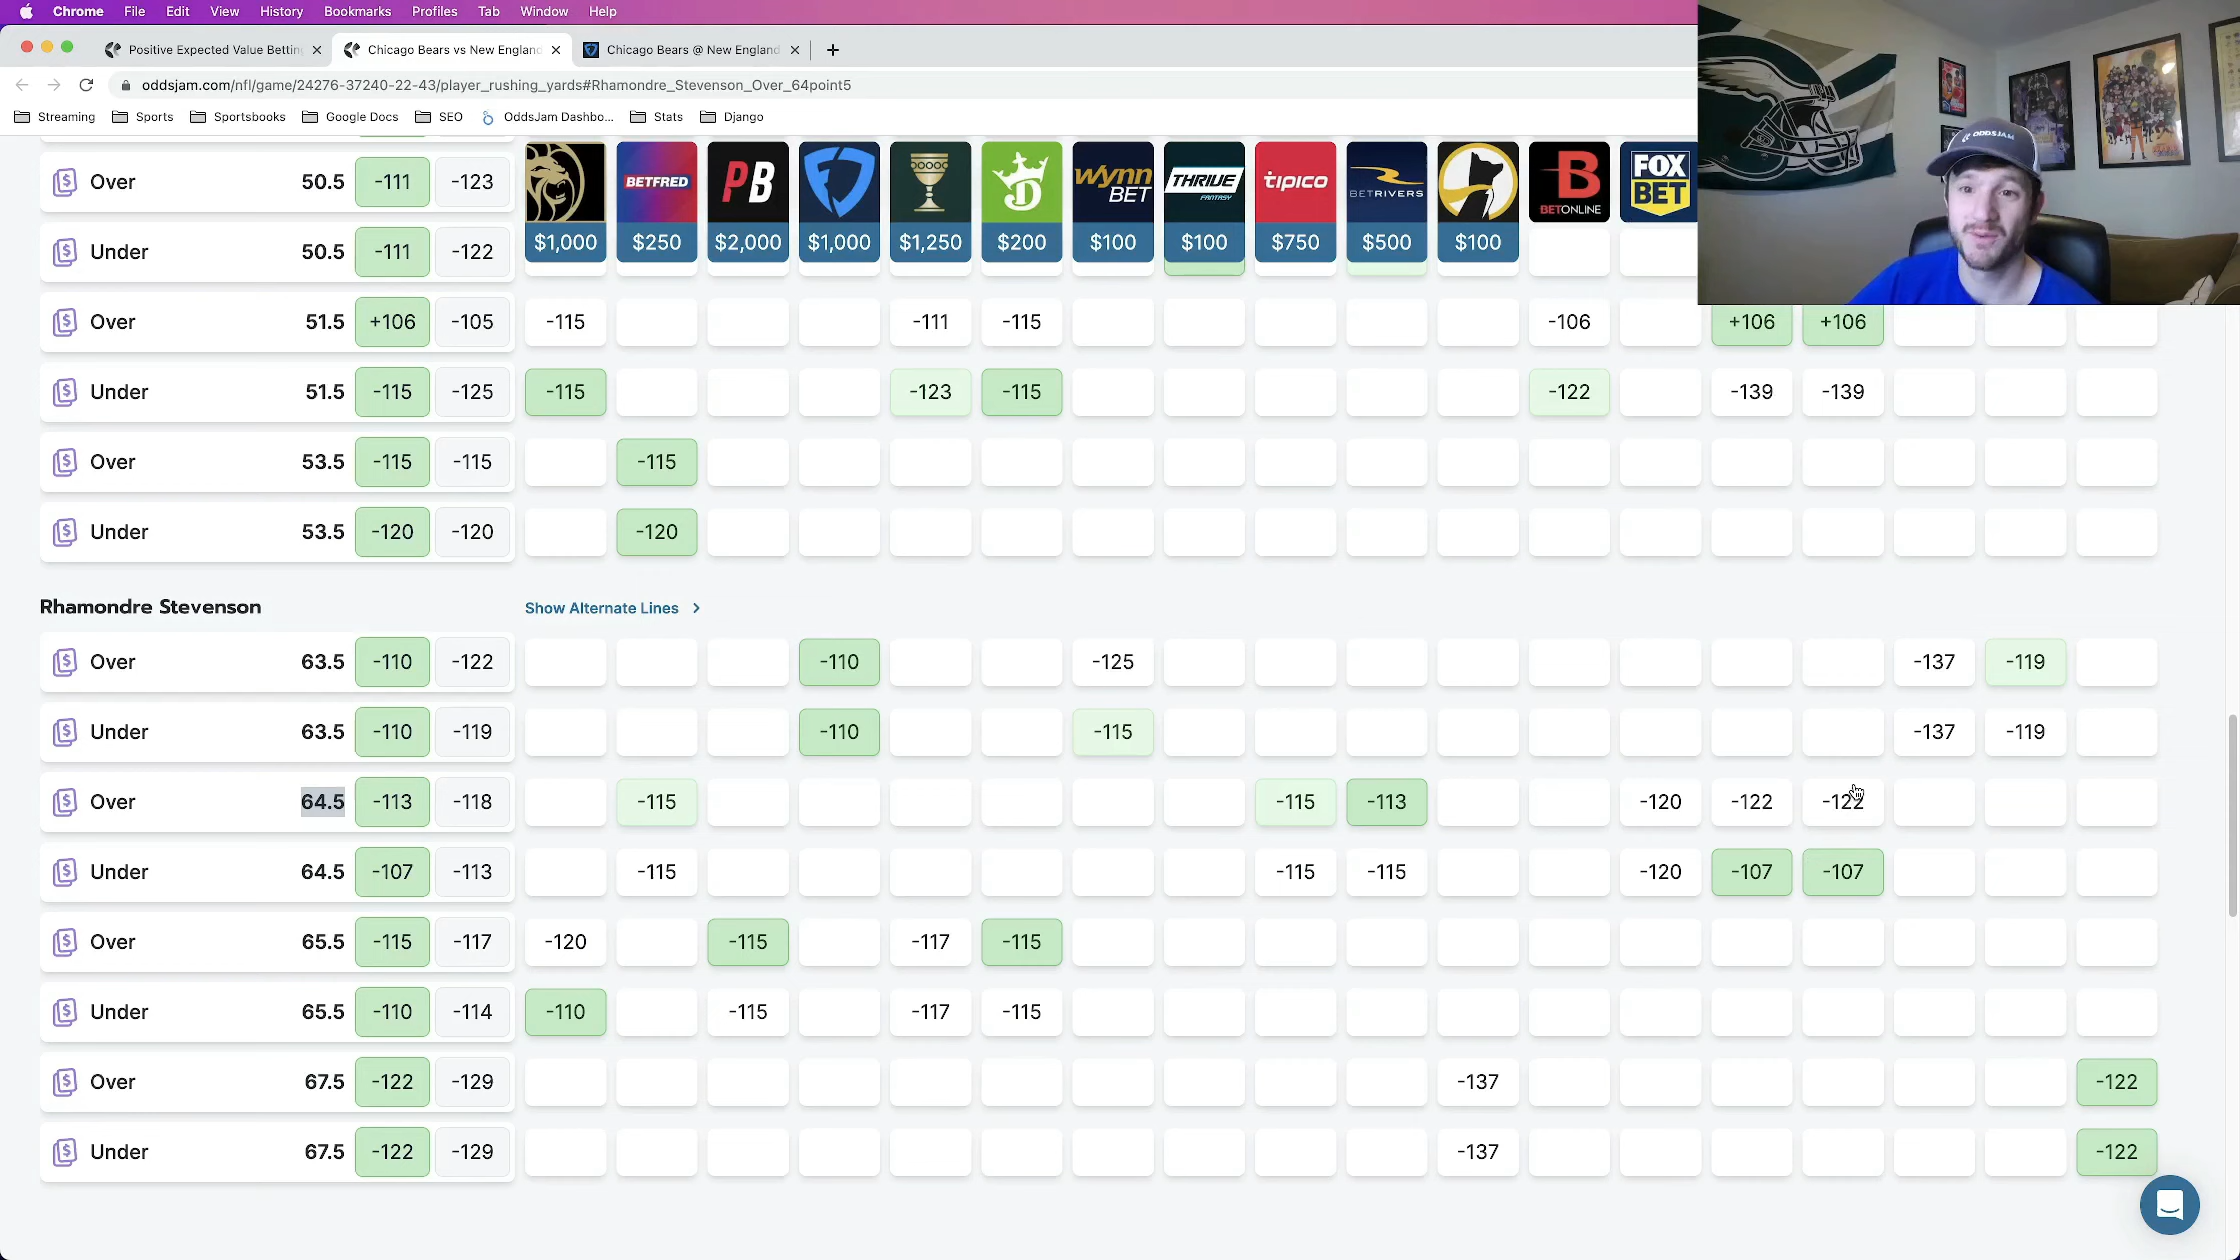 Chrome File Edit View History Bookmarks Profiles Tab Window Help
Positive Expected Value Bettin Chicago Bears vs New England Chicago Bears @ New England
oddsjam.com/nfl/game/24276-37240-22-43/player_rushing_yards#Rhamondre_Stevenson_Over_64point5
Streaming Sports Sportsbooks Google Docs SEO OddsJam Dashbo... Stats Django
ODDSJAM
BETFRED PB WYNN BET THRIVE FANTASY tipico BETRIVERS B BETONLINE FOX BET
$1,000 $250 $2,000 $1,000 $1,250 $200 $100 $100 $750 $500 $100
Over 50.5 -111 -123
Under 50.5 -111 -122
Over 51.5 +106 -105 -115 -111 -115 -106 +106 +106
Under 51.5 -115 -125 -115 -123 -115 -122 -139 -139
Over 53.5 -115 -115 -115
Under 53.5 -120 -120 -120
Rhamondre Stevenson Show Alternate Lines
Over 63.5 -110 -122 -110 -125 -137 -119
Under 63.5 -110 -119 -110 -115 -137 -119
Over 64.5 -113 -118 -115 -115 -113 -120 -122 -122
Under 64.5 -107 -113 -115 -115 -115 -120 -107 -107
Over 65.5 -115 -117 -120 -115 -117 -115
Under 65.5 -110 -114 -110 -115 -117 -115
Over 67.5 -122 -129 -137 -122
Under 67.5 -122 -129 -137 -122